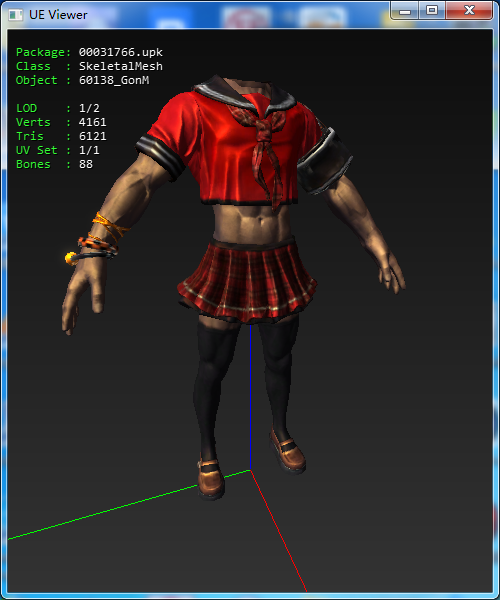 UE Viewer
Package: 00031766.upk
Class : SkeletalMesh
Object : 60138_GonM
LOD : 1/2
Verts : 4161
Tris : 6121
UV Set : 1/1
Bones : 88